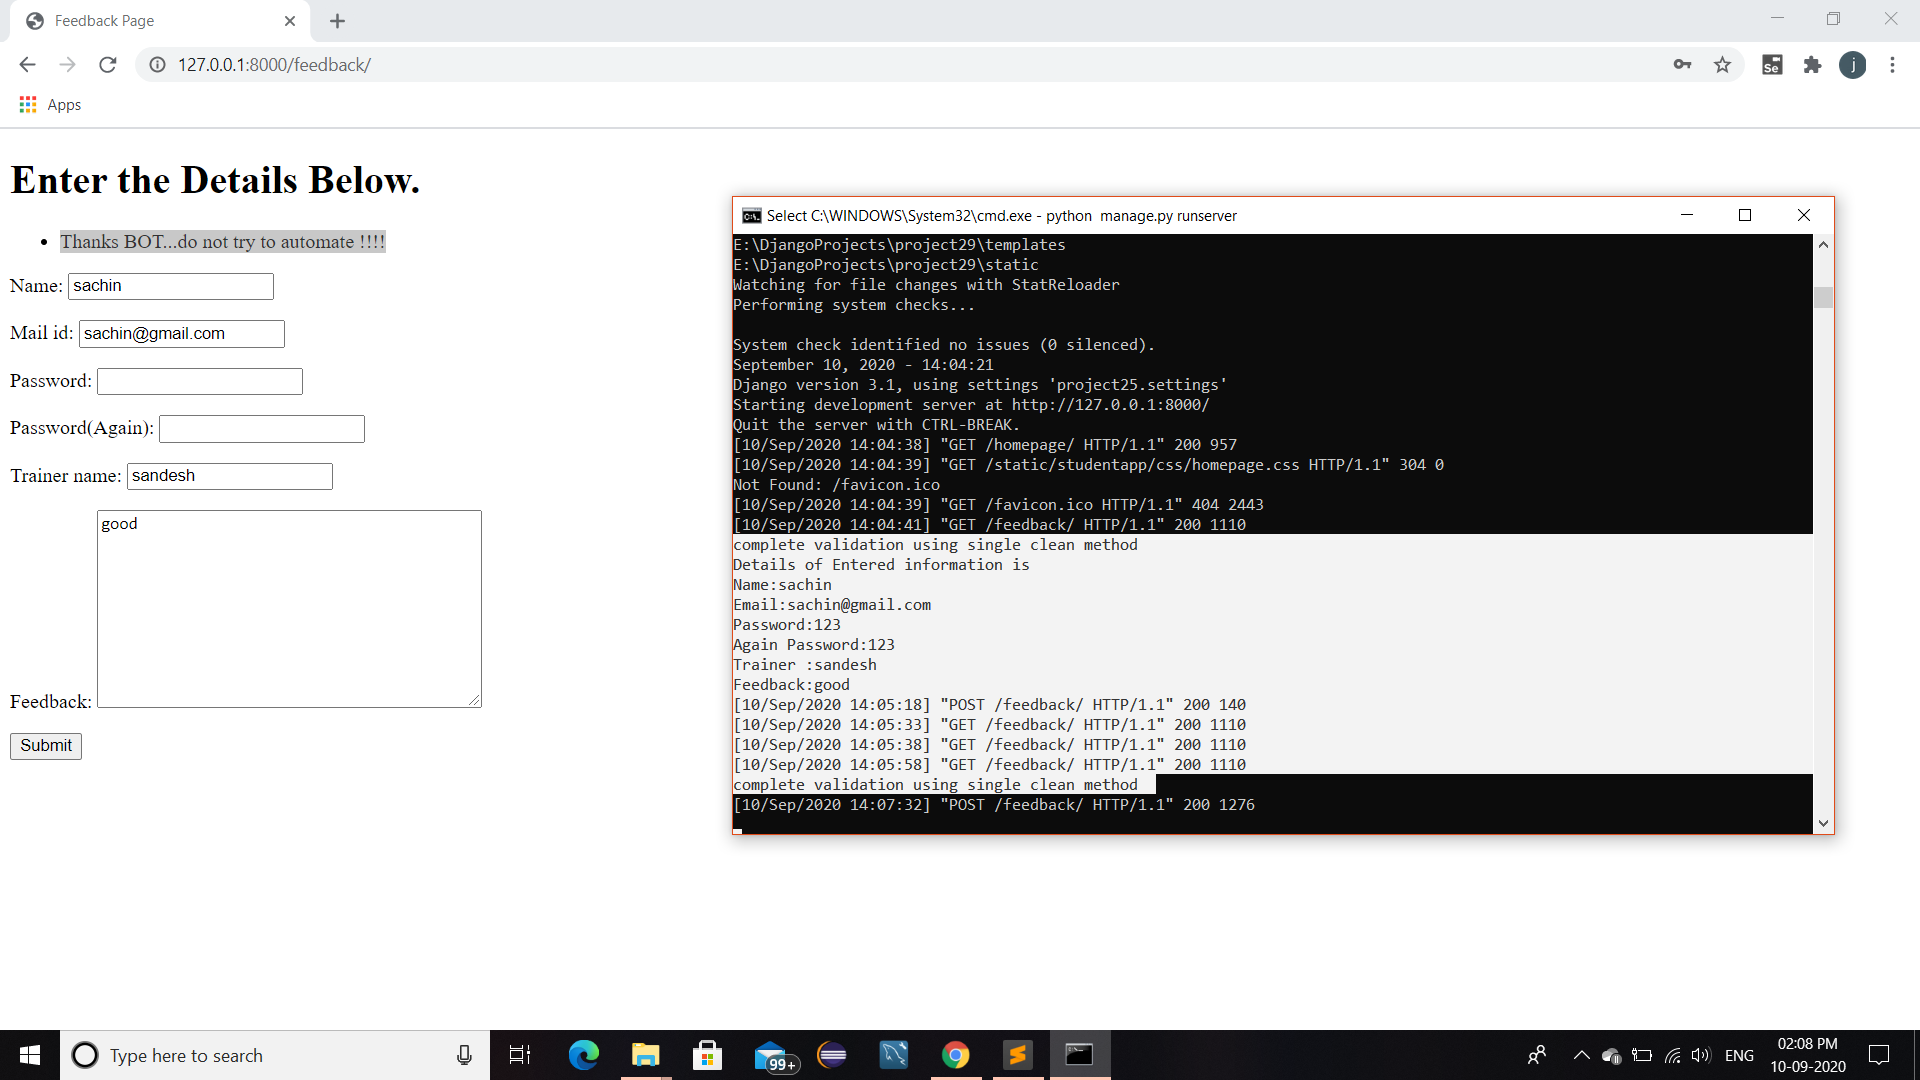 Feedback Page
127.0.0.1:8000/feedback/
Se
j
Apps
Enter the Details Below.
Thanks BOT...do not try to automate !!!!
Name: sachin
Mail id: sachin@gmail.com
Password:
Password(Again):
Trainer name: sandesh
good
Feedback:
Submit
Select C:\WINDOWS\System32\cmd.exe - python  manage.py runserver
E:\DjangoProjects\project29\templates
E:\DjangoProjects\project29\static
Watching for file changes with StatReloader
Performing system checks...
System check identified no issues (0 silenced).
September 10, 2020 - 14:04:21
Django version 3.1, using settings 'project25.settings'
Starting development server at http://127.0.0.1:8000/
Quit the server with CTRL-BREAK.
[10/Sep/2020 14:04:38] "GET /homepage/ HTTP/1.1" 200 957
[10/Sep/2020 14:04:39] "GET /static/studentapp/css/homepage.css HTTP/1.1" 304 0
Not Found: /favicon.ico
[10/Sep/2020 14:04:39] "GET /favicon.ico HTTP/1.1" 404 2443
[10/Sep/2020 14:04:41] "GET /feedback/ HTTP/1.1" 200 1110
complete validation using single clean method
Details of Entered information is
Name:sachin
Email:sachin@gmail.com
Password:123
Again Password:123
Trainer :sandesh
Feedback:good
[10/Sep/2020 14:05:18] "POST /feedback/ HTTP/1.1" 200 140
[10/Sep/2020 14:05:33] "GET /feedback/ HTTP/1.1" 200 1110
[10/Sep/2020 14:05:38] "GET /feedback/ HTTP/1.1" 200 1110
[10/Sep/2020 14:05:58] "GET /feedback/ HTTP/1.1" 200 1110
complete validation using single clean method
[10/Sep/2020 14:07:32] "POST /feedback/ HTTP/1.1" 200 1276
Type here to search
99+
ENG
02:08 PM
10-09-2020